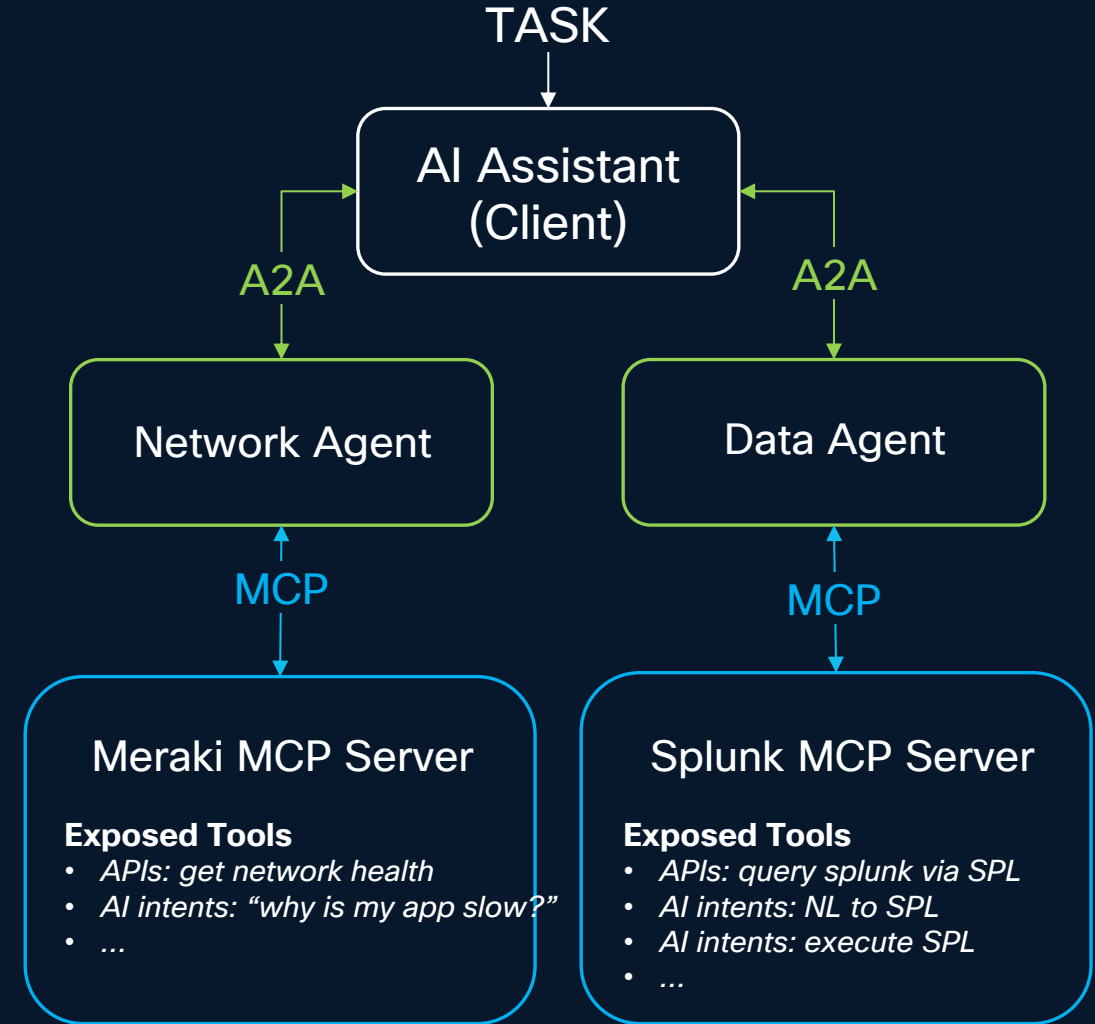 TASK
AI Assistant
(Client)
A2A
A2A
Network Agent
Data Agent
MCP
MCP
Meraki MCP Server
Exposed Tools
• APIs: get network health
• AI intents: “why is my app slow?”
• ...
Splunk MCP Server
Exposed Tools
• APIs: query splunk via SPL
• AI intents: NL to SPL
• AI intents: execute SPL
• ...